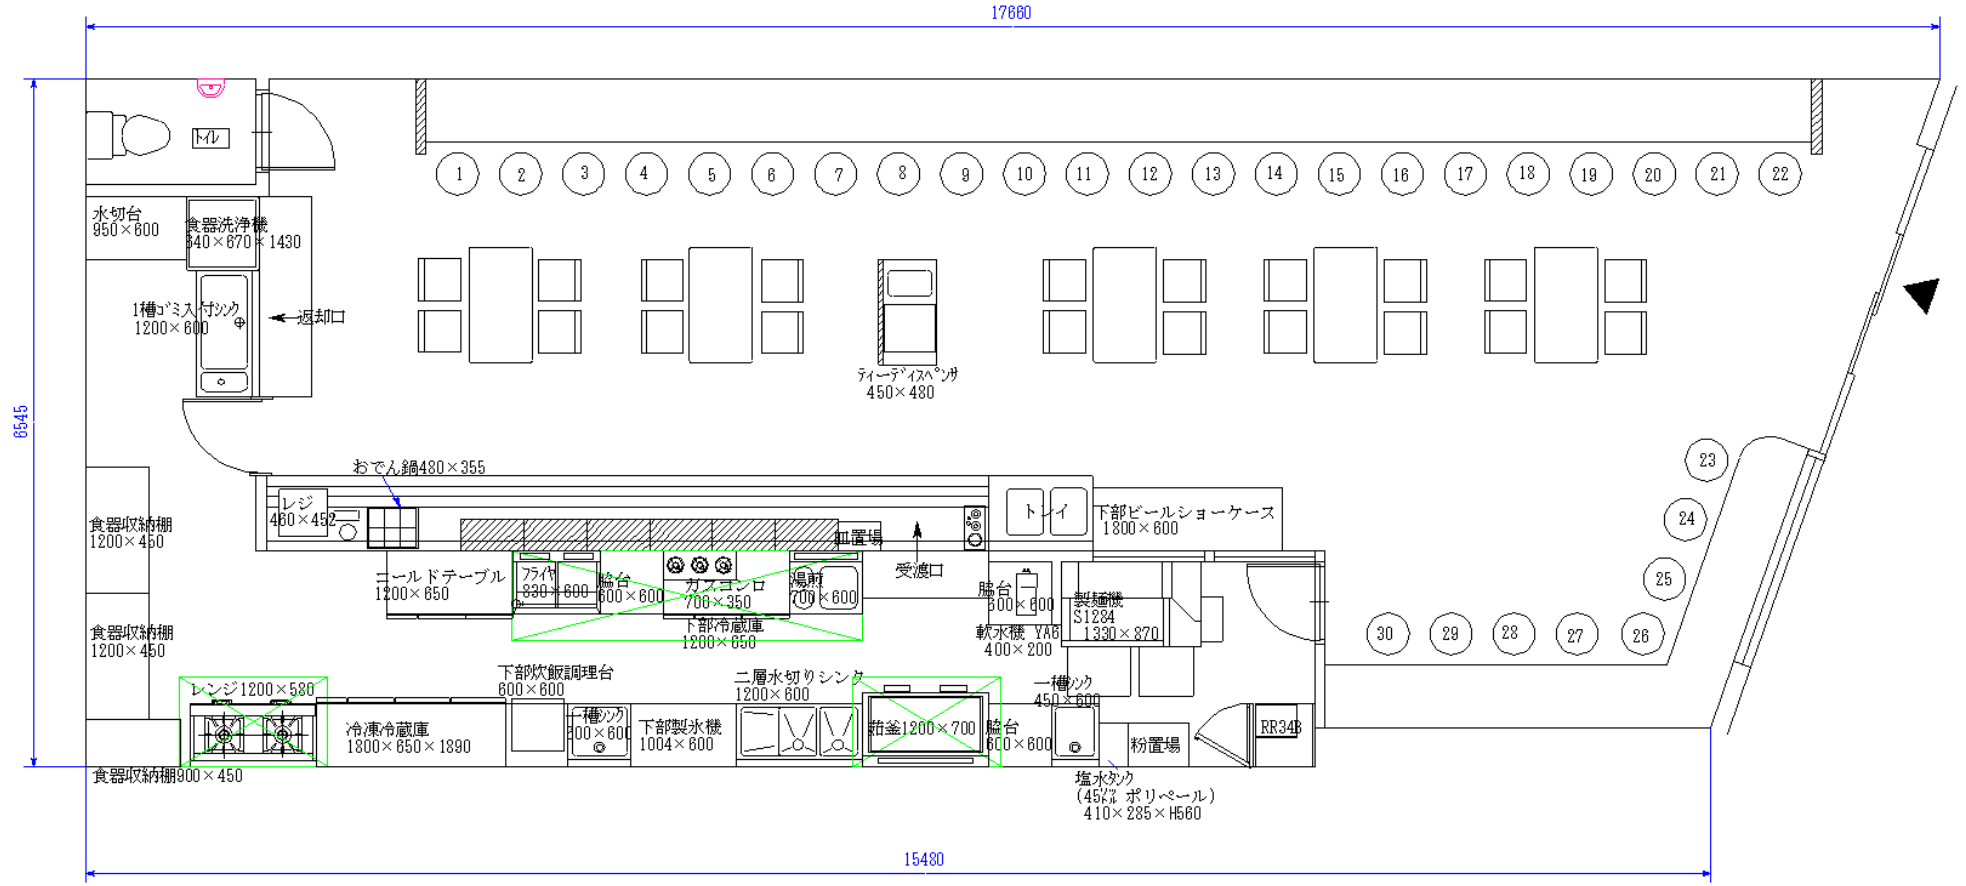 17660
6545
トイレ
1 2 3 4 5 6 7 8 9 10 11 12 13 14 15 16 17 18 19 20 21 22
水切台
950×600
食器洗浄機
640×670×1430
1槽ゴミ入付シンク
1200×600
返却口
ティーディスペンサ
450×480
おでん鍋480×355
レジ
460×452
皿置場
受渡口
トレイ
下部ビールショーケース
1800×600
23
24
25
30 29 28 27 26
食器収納棚
1200×450
コールドテーブル
1200×650
フライヤ
830×600
脇台
600×600
ガスコンロ
700×350
湯煎
700×600
下部冷蔵庫
1200×650
脇台
600×600
軟水機 YA6
400×200
製麺機
S1284
1330×870
食器収納棚
1200×450
レンジ1200×580
冷凍冷蔵庫
1800×650×1890
下部炊飯調理台
600×600
一槽シンク
600×600
下部製氷機
1004×600
二層水切りシンク
1200×600
茹釜1200×700
脇台
600×600
一槽シンク
450×600
粉置場
RR34B
食器収納棚900×450
塩水タンク
(45㍑ ポリペール)
410×285×H560
15480